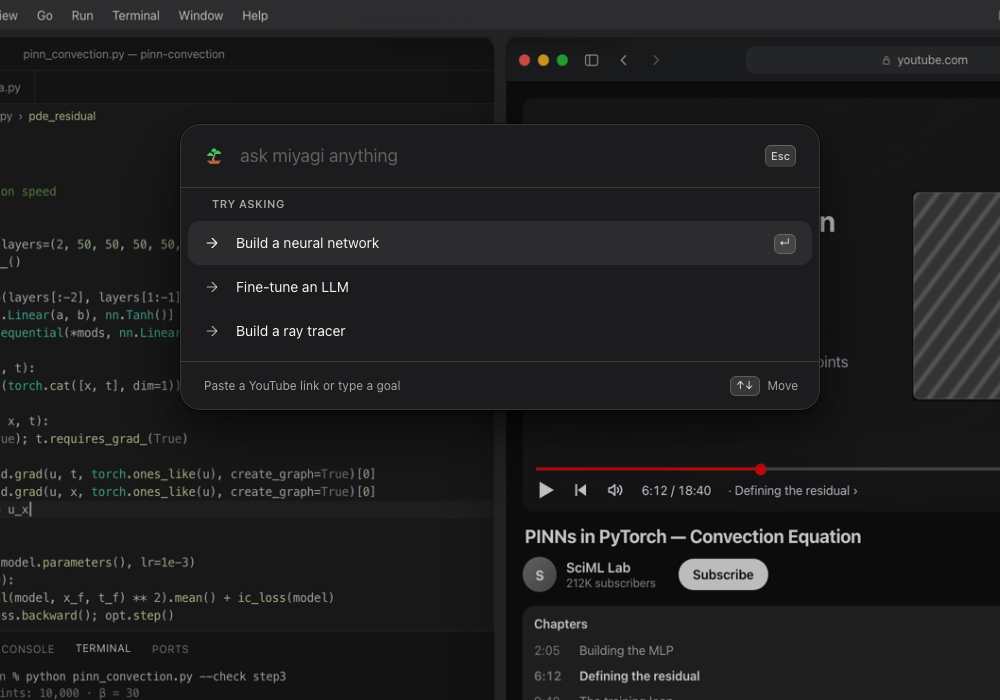 Go Run Terminal Window Help
pinn_convection.py — pinn-convection
a.py
py › pde_residual
on speed
layers=(2, 50, 50, 50, 50,
_()
(layers[:-2], layers[1:-1]
.Linear(a, b), nn.Tanh()]
equential(*mods, nn.Linear
, t):
(torch.cat([x, t], dim=1))
x, t):
ue); t.requires_grad_(True)
d.grad(u, t, torch.ones_like(u), create_graph=True)[0]
d.grad(u, x, torch.ones_like(u), create_graph=True)[0]
u_x
model.parameters(), lr=1e-3)
):
l(model, x_f, t_f) ** 2).mean() + ic_loss(model)
ss.backward(); opt.step()
CONSOLE TERMINAL PORTS
n % python pinn_convection.py --check step3
ints: 10,000 · β = 30
ask miyagi anything
Esc
TRY ASKING
→ Build a neural network ↵
→ Fine-tune an LLM
→ Build a ray tracer
Paste a YouTube link or type a goal
↑↓ Move
youtube.com
n
oints
6:12 / 18:40 · Defining the residual ›
PINNs in PyTorch — Convection Equation
S
SciML Lab
212K subscribers
Subscribe
Chapters
2:05 Building the MLP
6:12 Defining the residual